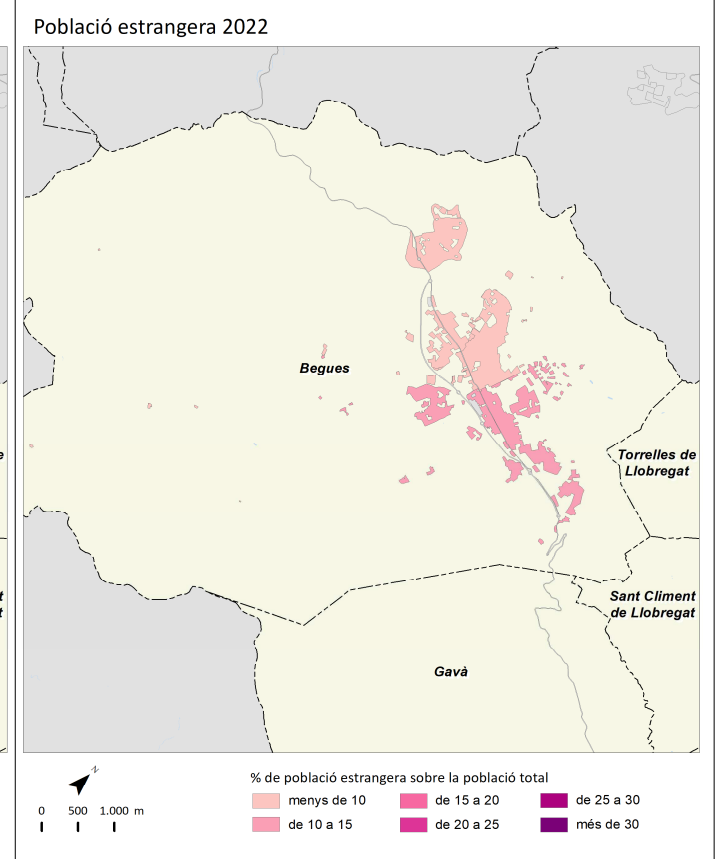 Població estrangera 2022
Begues
Torrelles de
Llobregat
Sant Climent
de Llobregat
Gavà
N
0 500 1.000 m
% de població estrangera sobre la població total
menys de 10
de 15 a 20
de 25 a 30
de 10 a 15
de 20 a 25
més de 30